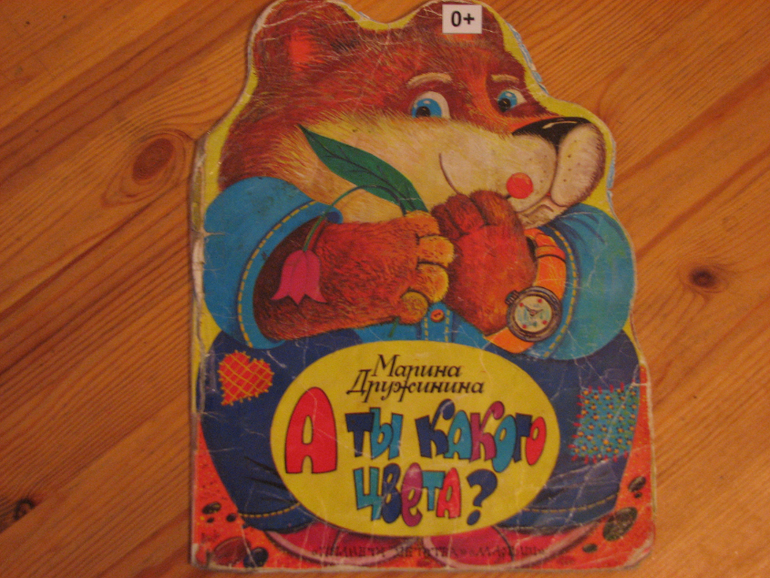 0+
Марина
Дружинина
А ты какого
цвета?